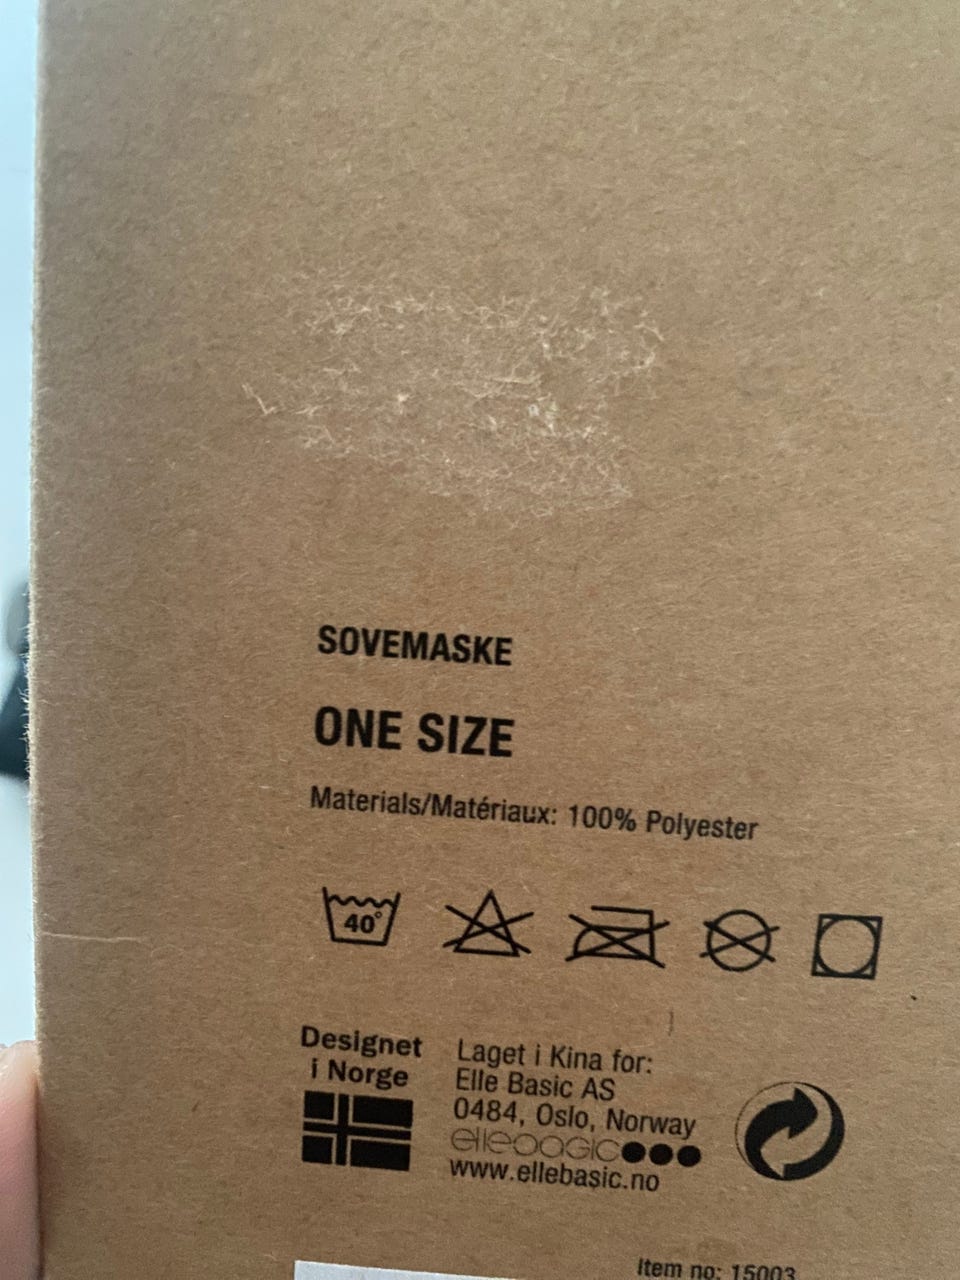 SOVEMASKE
ONE SIZE
Materials/Matériaux: 100% Polyester
40°
Designet
i Norge
Laget i Kina for:
Elle Basic AS
0484, Oslo, Norway
ellebasic
www.ellebasic.no
Item no: 15003